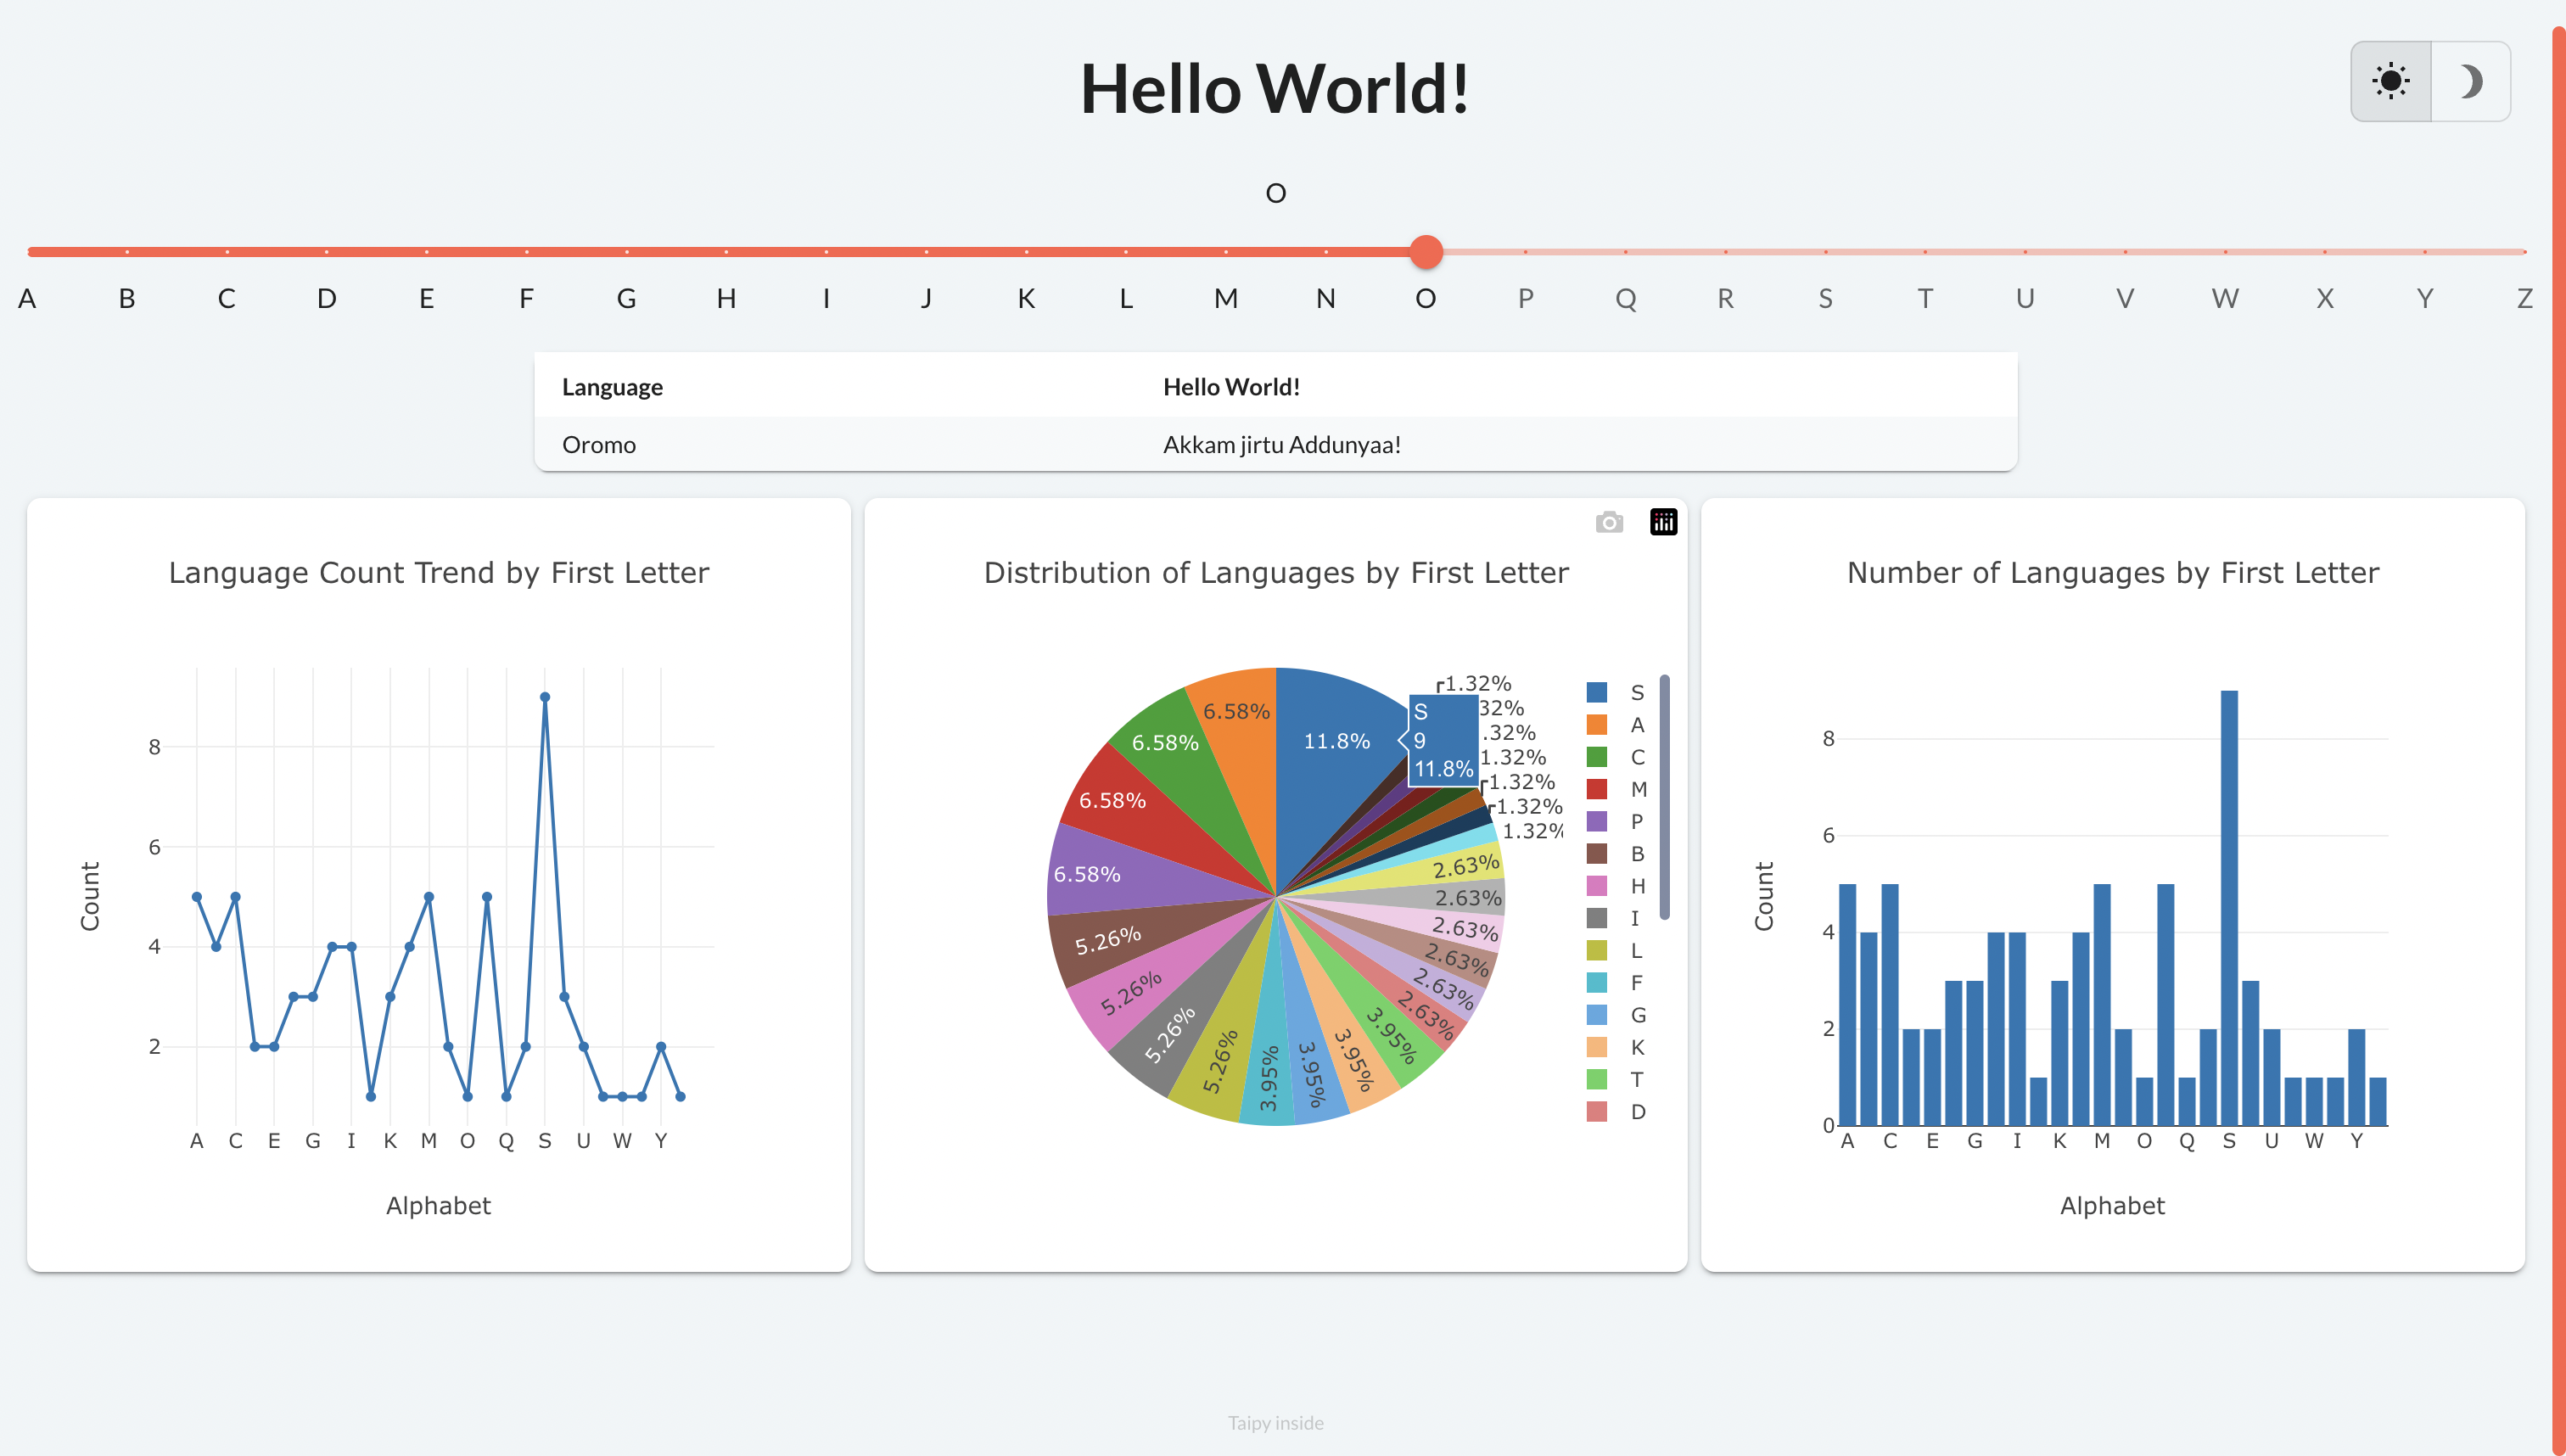 Hello World!
O
A B C D E F G H I J K L M N O P Q R S T U V W X Y Z
Language Hello World!
Oromo Akkam jirtu Addunyaa!
Language Count Trend by First Letter
8
6
4
2
Count
A C E G I K M O Q S U W Y
Alphabet
Distribution of Languages by First Letter
11.8%
6.58%
6.58%
6.58%
6.58%
5.26%
5.26%
5.26%
5.26%
3.95%
3.95%
3.95%
3.95%
2.63%
2.63%
2.63%
2.63%
2.63%
2.63%
1.32%
32%
.32%
1.32%
1.32%
1.32%
1.32%
S
9
11.8%
S
A
C
M
P
B
H
I
L
F
G
K
T
D
Number of Languages by First Letter
8
6
4
2
0
Count
A C E G I K M O Q S U W Y
Alphabet
Taipy inside